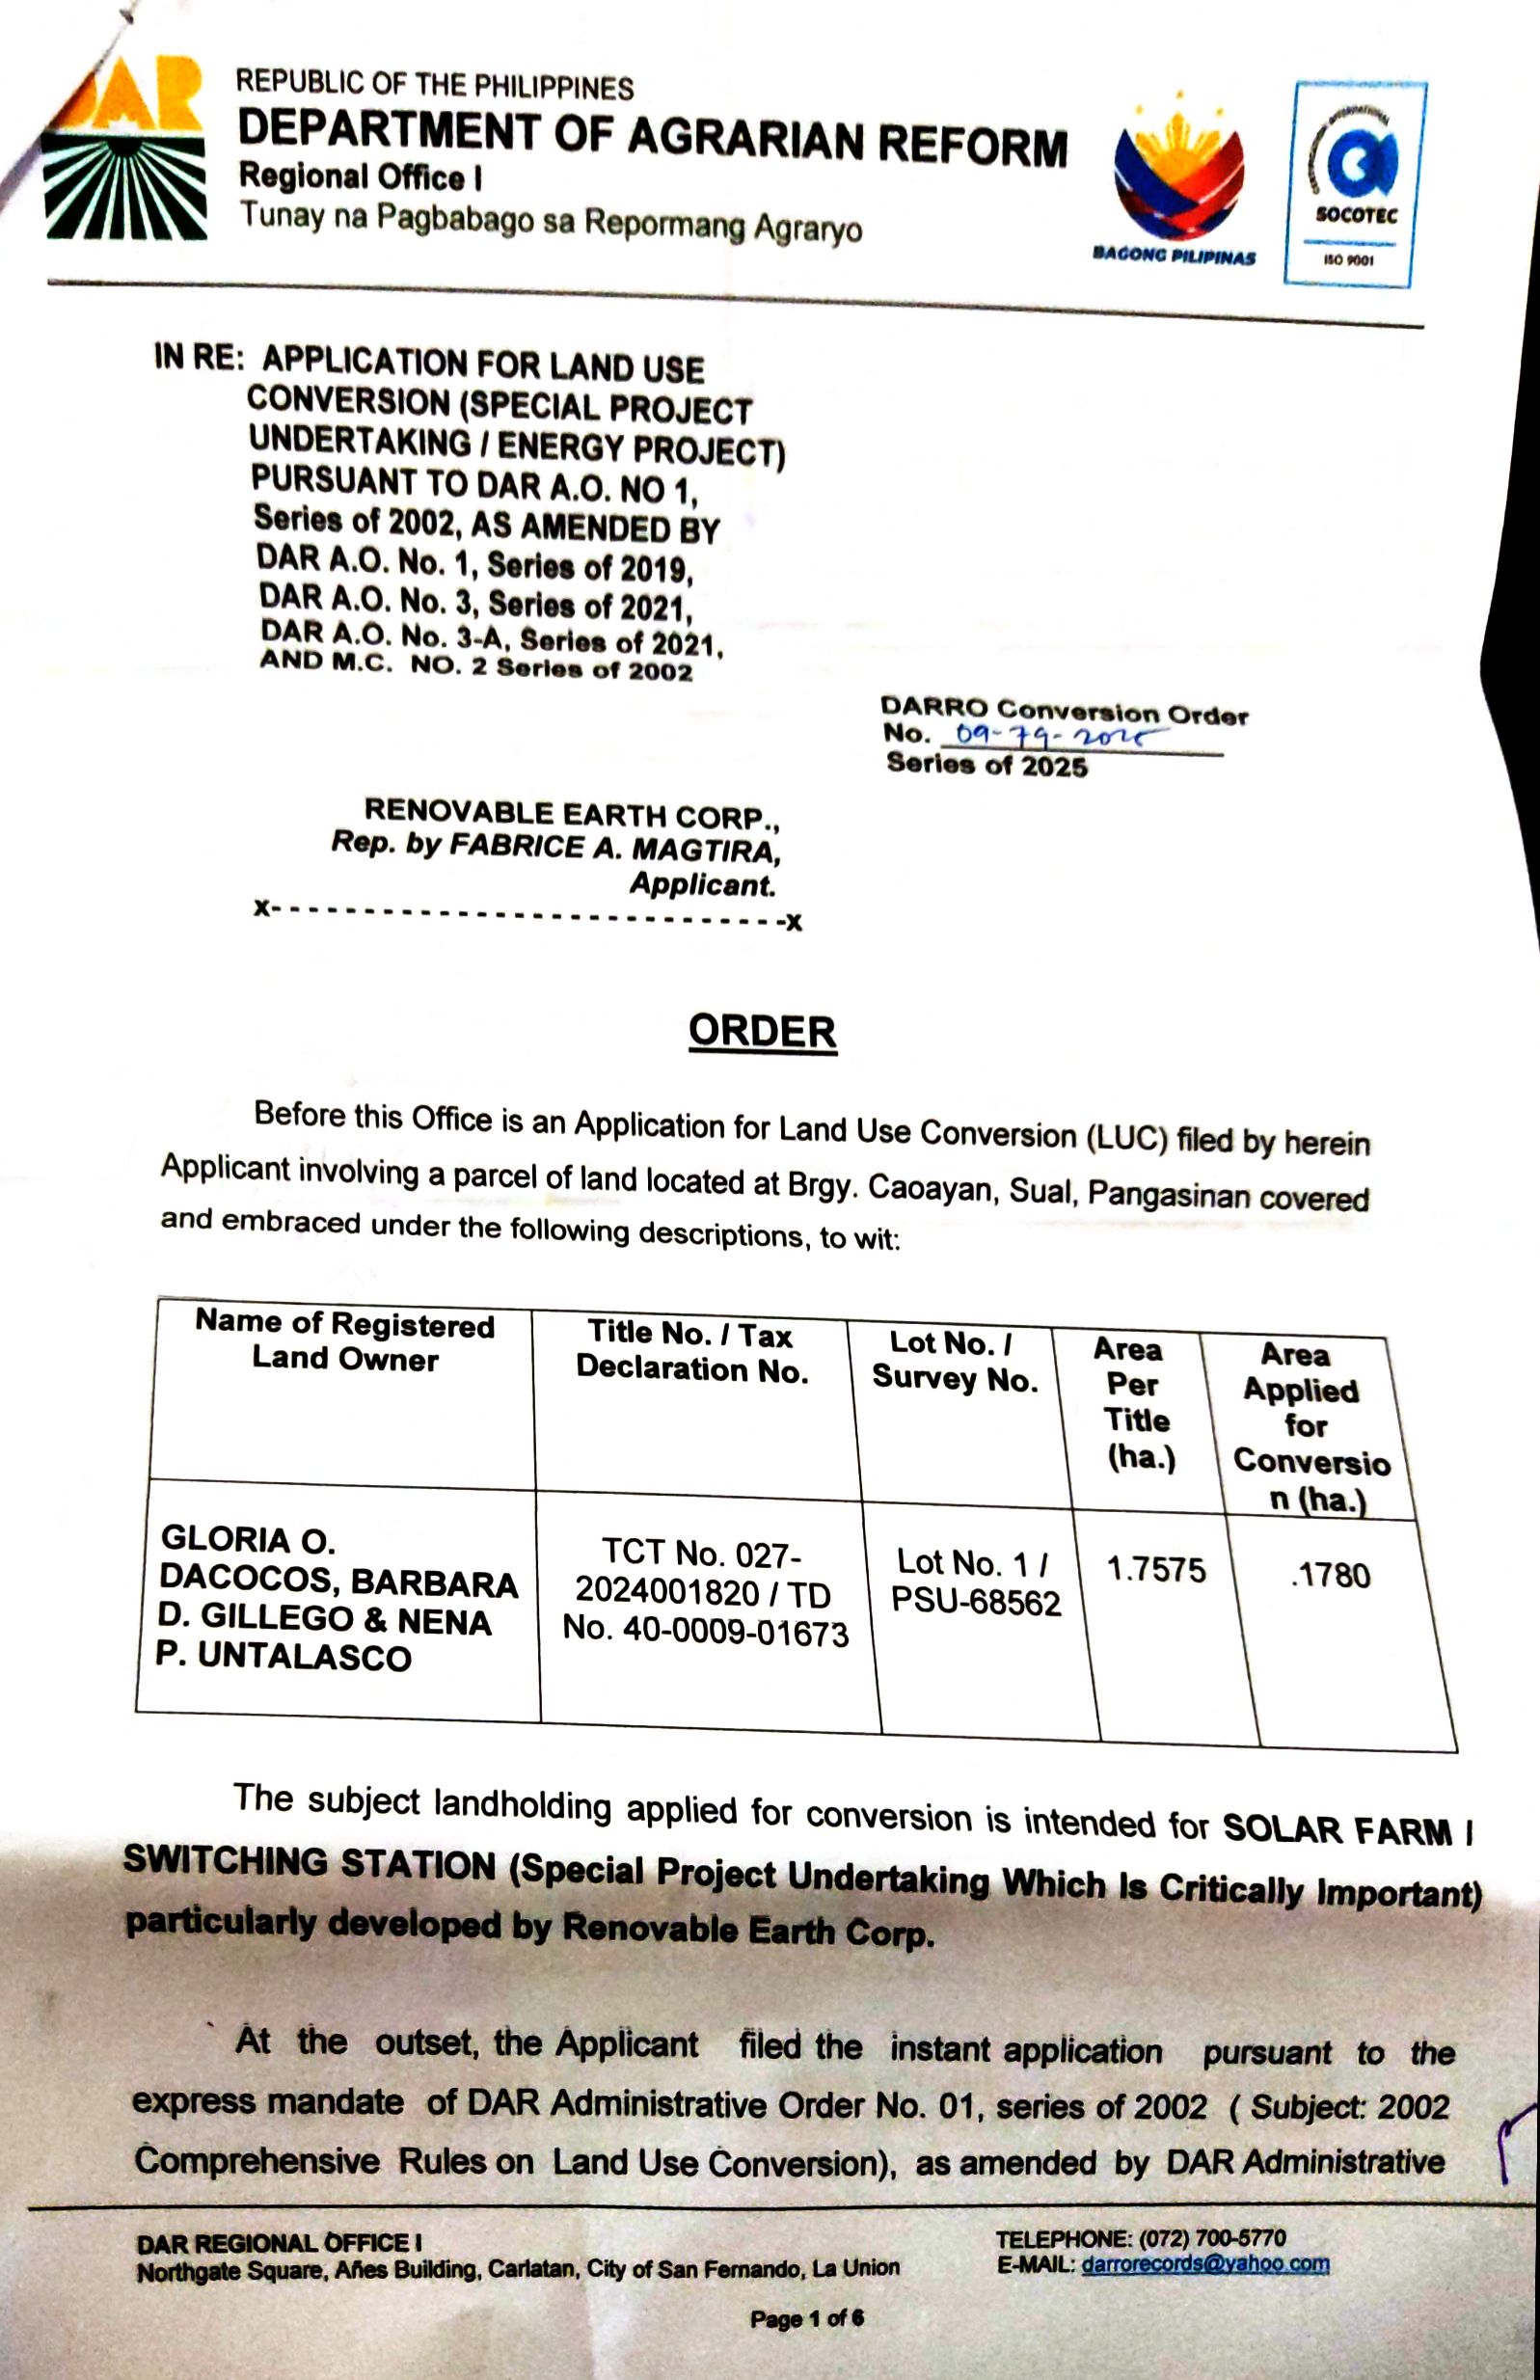 DAR
REPUBLIC OF THE PHILIPPINES
DEPARTMENT OF AGRARIAN REFORM
Regional Office I
Tunay na Pagbabago sa Repormang Agraryo
BAGONG PILIPINAS
SOCOTEC
ISO 9001
IN RE: APPLICATION FOR LAND USE
CONVERSION (SPECIAL PROJECT
UNDERTAKING / ENERGY PROJECT)
PURSUANT TO DAR A.O. NO 1,
Series of 2002, AS AMENDED BY
DAR A.O. No. 1, Series of 2019,
DAR A.O. No. 3, Series of 2021,
DAR A.O. No. 3-A, Series of 2021,
AND M.C. NO. 2 Series of 2002
DARRO Conversion Order
No. 09-79-2025
Series of 2025
RENOVABLE EARTH CORP.,
Rep. by FABRICE A. MAGTIRA,
Applicant.
x- - - - - - - - - - - - - - - - - - - - - - - - - - - - -x
ORDER
Before this Office is an Application for Land Use Conversion (LUC) filed by herein
Applicant involving a parcel of land located at Brgy. Caoayan, Sual, Pangasinan covered
and embraced under the following descriptions, to wit:
Name of Registered
Land Owner
Title No. / Tax
Declaration No.
Lot No. /
Survey No.
Area
Per
Title
(ha.)
Area
Applied
for
Conversio
n (ha.)
GLORIA O.
DACOCOS, BARBARA
D. GILLEGO & NENA
P. UNTALASCO
TCT No. 027-
2024001820 / TD
No. 40-0009-01673
Lot No. 1 /
PSU-68562
1.7575
.1780
The subject landholding applied for conversion is intended for SOLAR FARM I
SWITCHING STATION (Special Project Undertaking Which Is Critically Important)
particularly developed by Renovable Earth Corp.
At the outset, the Applicant filed the instant application pursuant to the
express mandate of DAR Administrative Order No. 01, series of 2002 ( Subject: 2002
Comprehensive Rules on Land Use Conversion), as amended by DAR Administrative
DAR REGIONAL OFFICE I
Northgate Square, Añes Building, Carlatan, City of San Fernando, La Union
TELEPHONE: (072) 700-5770
E-MAIL: darrorecords@yahoo.com
Page 1 of 6